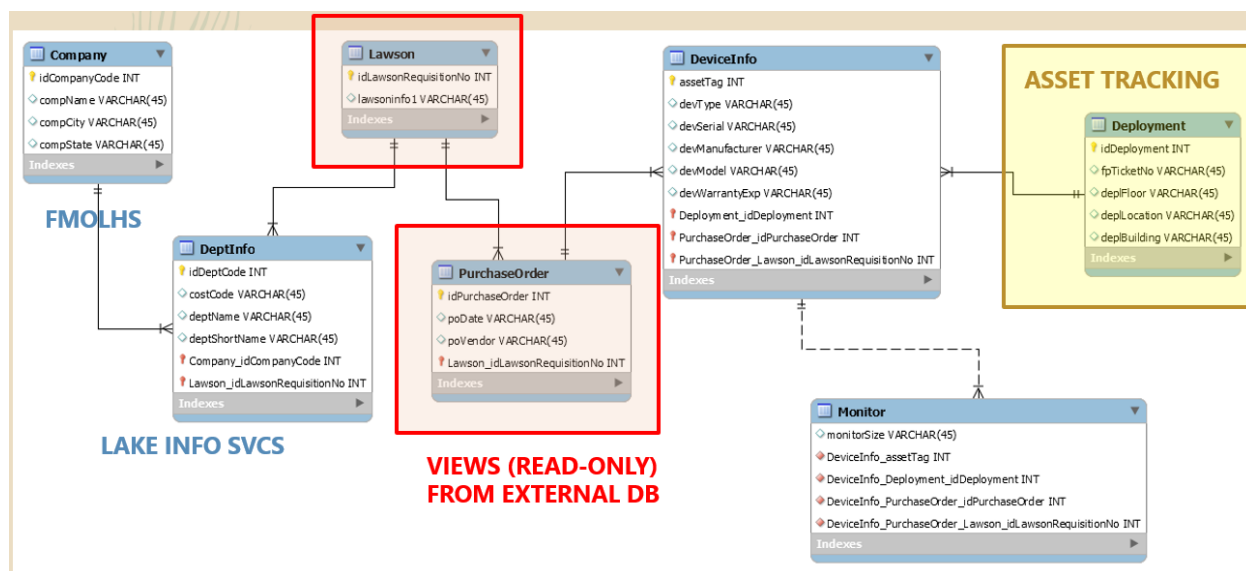 Company
idCompanyCode INT
compName VARCHAR(45)
compCity VARCHAR(45)
compState VARCHAR(45)
Indexes
FMOLHS
Lawson
idLawsonRequisitionNo INT
lawsoninfo1 VARCHAR(45)
Indexes
DeptInfo
idDeptCode INT
costCode VARCHAR(45)
deptName VARCHAR(45)
deptShortName VARCHAR(45)
Company_idCompanyCode INT
Lawson_idLawsonRequisitionNo INT
Indexes
LAKE INFO SVCS
PurchaseOrder
idPurchaseOrder INT
poDate VARCHAR(45)
poVendor VARCHAR(45)
Lawson_idLawsonRequisitionNo INT
Indexes
VIEWS (READ-ONLY)
FROM EXTERNAL DB
DeviceInfo
assetTag INT
devType VARCHAR(45)
devSerial VARCHAR(45)
devManufacturer VARCHAR(45)
devModel VARCHAR(45)
devWarrantyExp VARCHAR(45)
Deployment_idDeployment INT
PurchaseOrder_idPurchaseOrder INT
PurchaseOrder_Lawson_idLawsonRequisitionNo INT
Indexes
ASSET TRACKING
Deployment
idDeployment INT
fpTicketNo VARCHAR(45)
deplFloor VARCHAR(45)
deplLocation VARCHAR(45)
deplBuilding VARCHAR(45)
Indexes
Monitor
monitorSize VARCHAR(45)
DeviceInfo_assetTag INT
DeviceInfo_Deployment_idDeployment INT
DeviceInfo_PurchaseOrder_idPurchaseOrder INT
DeviceInfo_PurchaseOrder_Lawson_idLawsonRequisitionNo INT
Indexes